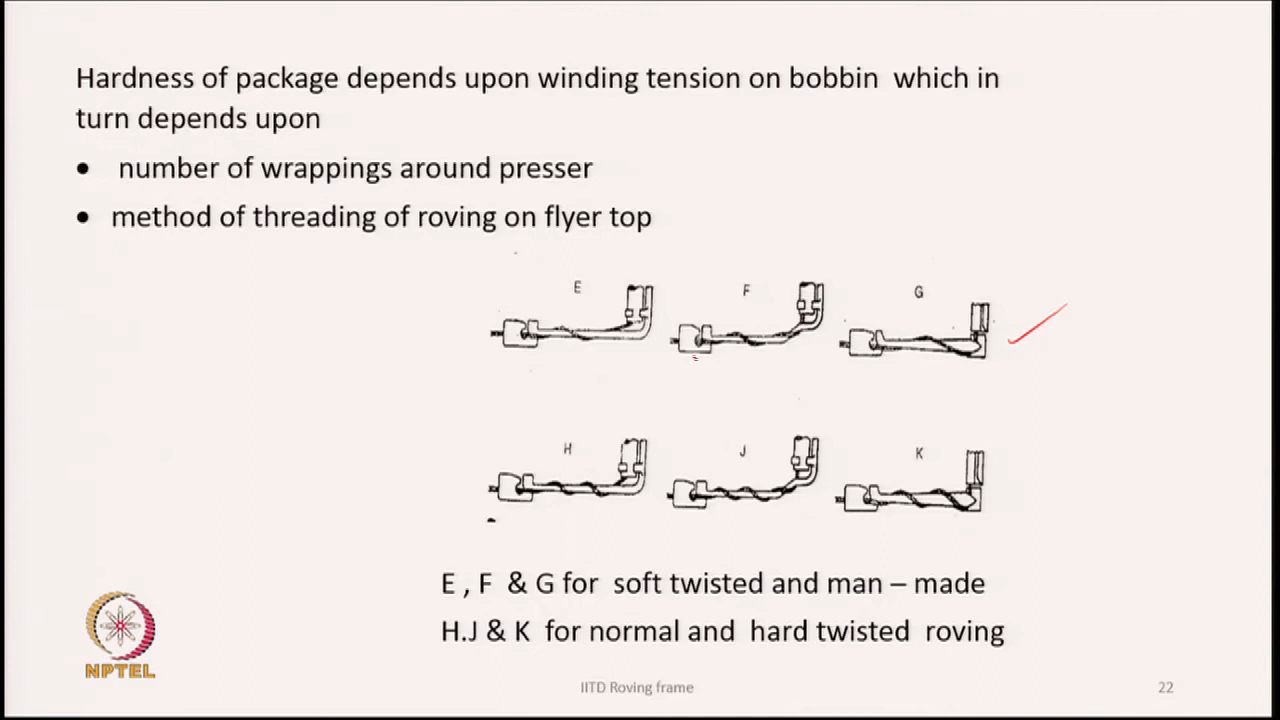 Hardness of package depends upon winding tension on bobbin which in
turn depends upon
• number of wrappings around presser
• method of threading of roving on flyer top
E F G
H J K
E , F & G for soft twisted and man – made
H.J & K for normal and hard twisted roving
NPTEL
IITD Roving frame 22